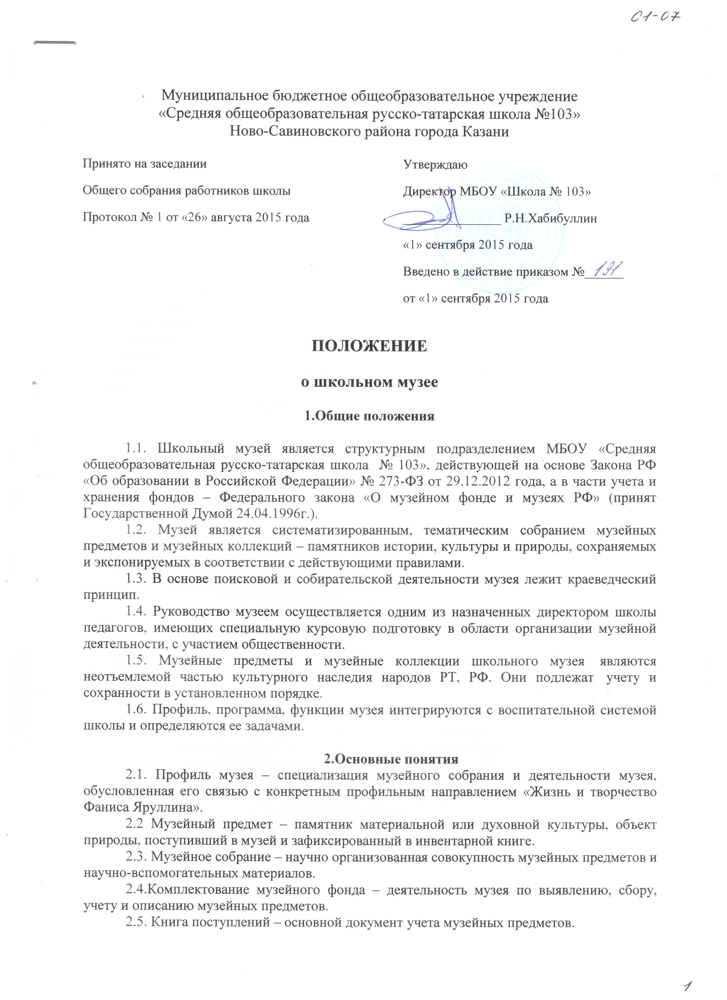 01-07
Муниципальное бюджетное общеобразовательное учреждение
«Средняя общеобразовательная русско-татарская школа №103»
Ново-Савиновского района города Казани
Принято на заседании
Общего собрания работников школы
Протокол № 1 от «26» августа 2015 года
Утверждаю
Директор МБОУ «Школа № 103»
_______________ Р.Н.Хабибуллин
«1» сентября 2015 года
Введено в действие приказом № 191
от «1» сентября 2015 года
ПОЛОЖЕНИЕ
о школьном музее
1.Общие положения
1.1. Школьный музей является структурным подразделением МБОУ «Средняя
общеобразовательная русско-татарская школа № 103», действующей на основе Закона РФ
«Об образовании в Российской Федерации» № 273-ФЗ от 29.12.2012 года, а в части учета и
хранения фондов – Федерального закона «О музейном фонде и музеях РФ» (принят
Государственной Думой 24.04.1996г.).
1.2. Музей является систематизированным, тематическим собранием музейных
предметов и музейных коллекций – памятников истории, культуры и природы, сохраняемых
и экспонируемых в соответствии с действующими правилами.
1.3. В основе поисковой и собирательской деятельности музея лежит краеведческий
принцип.
1.4. Руководство музеем осуществляется одним из назначенных директором школы
педагогов, имеющих специальную курсовую подготовку в области организации музейной
деятельности, с участием общественности.
1.5. Музейные предметы и музейные коллекции школьного музея являются
неотъемлемой частью культурного наследия народов РТ, РФ. Они подлежат учету и
сохранности в установленном порядке.
1.6. Профиль, программа, функции музея интегрируются с воспитательной системой
школы и определяются ее задачами.
2.Основные понятия
2.1. Профиль музея – специализация музейного собрания и деятельности музея,
обусловленная его связью с конкретным профильным направлением «Жизнь и творчество
Фаниса Яруллина».
2.2 Музейный предмет – памятник материальной или духовной культуры, объект
природы, поступивший в музей и зафиксированный в инвентарной книге.
2.3. Музейное собрание – научно организованная совокупность музейных предметов и
научно-вспомогательных материалов.
2.4.Комплектование музейного фонда – деятельность музея по выявлению, сбору,
учету и описанию музейных предметов.
2.5. Книга поступлений – основной документ учета музейных предметов.
1